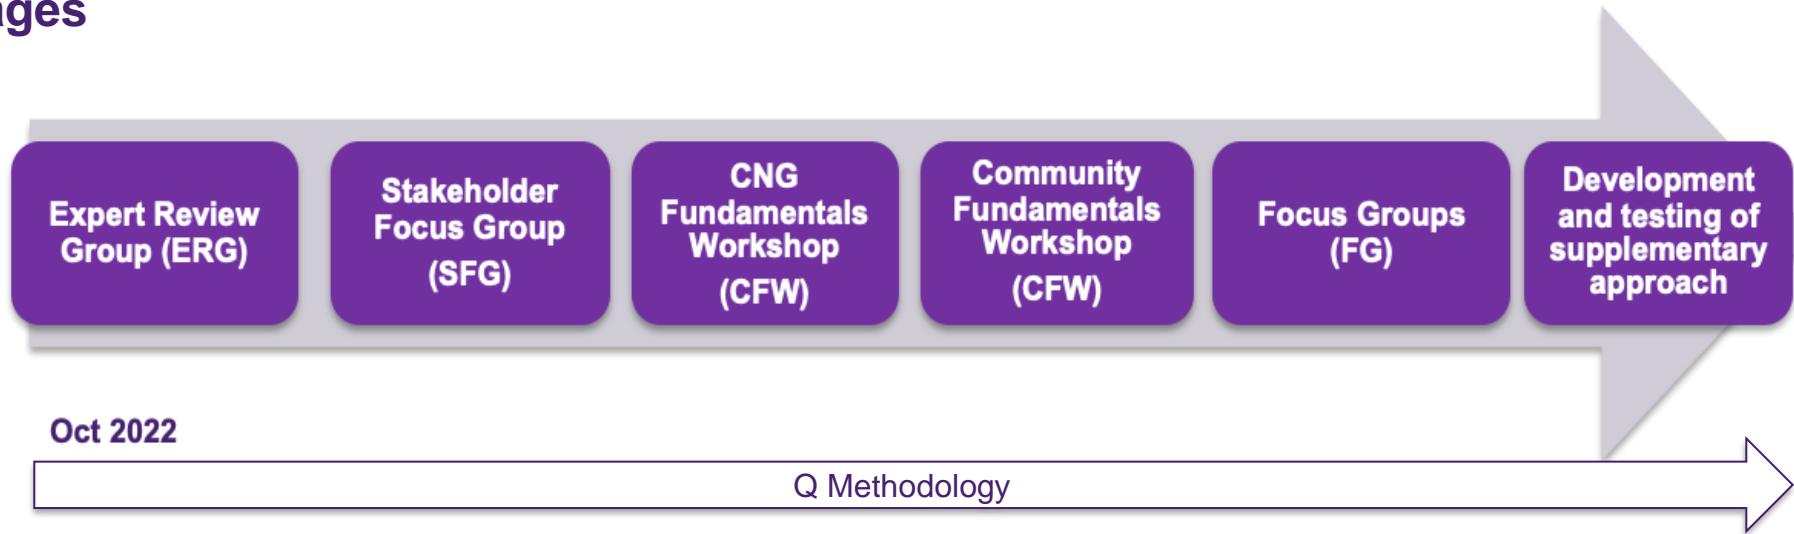 ages
Expert Review
Group (ERG)
Stakeholder
Focus Group
(SFG)
CNG
Fundamentals
Workshop
(CFW)
Community
Fundamentals
Workshop
(CFW)
Focus Groups
(FG)
Development
and testing of
supplementary
approach
Oct 2022
Q Methodology